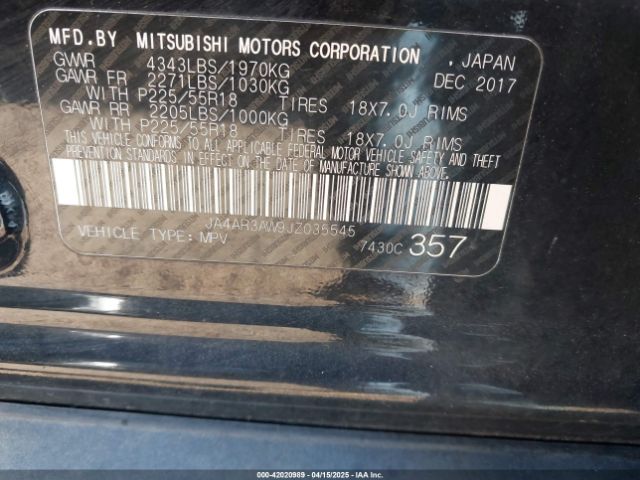 MFD.BY MITSUBISHI MOTORS CORPORATION , JAPAN
GVWR 4343LBS/1970KG DEC 2017
GAWR FR 2271LBS/1030KG
WITH P225/55R18 TIRES 18X7.0J RIMS
GAWR RR 2205LBS/1000KG
WITH P225/55R18 TIRES 18X7.0J RIMS
THIS VEHICLE CONFORMS TO ALL APPLICABLE FEDERAL MOTOR VEHICLE SAFETY AND THEFT
PREVENTION STANDARDS IN EFFECT ON THE DATE OF MANUFACTURE SHOWN ABOVE.
JA4AR3AW9JZ035545
VEHICLE TYPE: MPV 7430C 357
000-42020989 - 04/15/2025 - IAAI.COM